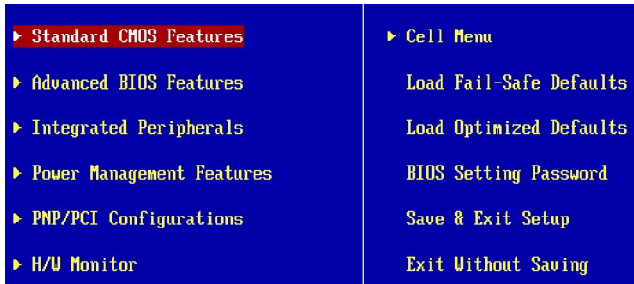 Standard CMOS Features
Advanced BIOS Features
Integrated Peripherals
Power Management Features
PNP/PCI Configurations
H/W Monitor
Cell Menu
Load Fail-Safe Defaults
Load Optimized Defaults
BIOS Setting Password
Save & Exit Setup
Exit Without Saving